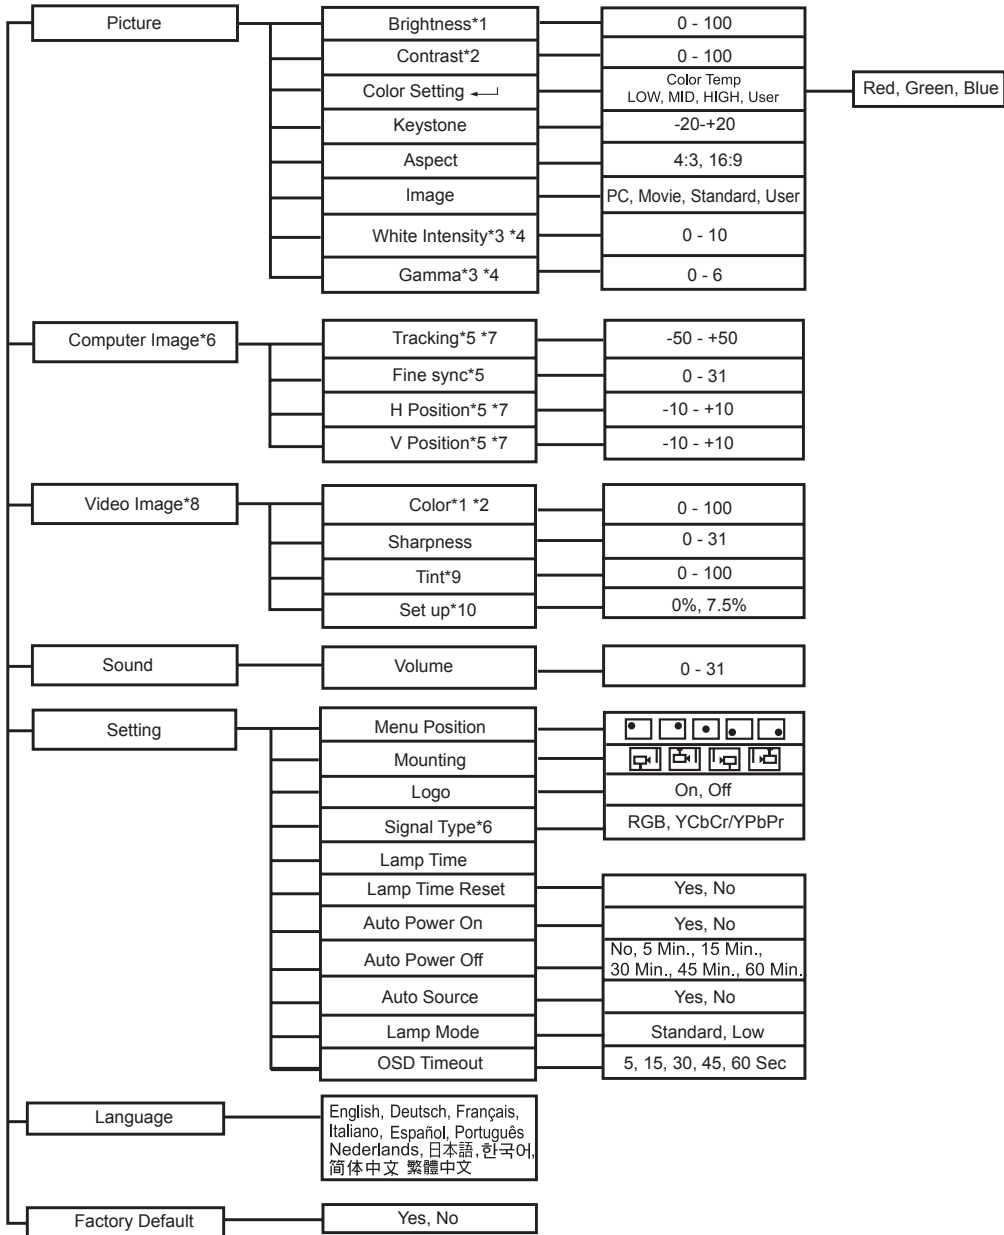 Picture
Brightness*1
0 - 100
Contrast*2
0 - 100
Color Setting
Color Temp
LOW, MID, HIGH, User
Red, Green, Blue
Keystone
-20-+20
Aspect
4:3, 16:9
Image
PC, Movie, Standard, User
White Intensity*3 *4
0 - 10
Gamma*3 *4
0 - 6
Computer Image*6
Tracking*5 *7
-50 - +50
Fine sync*5
0 - 31
H Position*5 *7
-10 - +10
V Position*5 *7
-10 - +10
Video Image*8
Color*1 *2
0 - 100
Sharpness
0 - 31
Tint*9
0 - 100
Set up*10
0%, 7.5%
Sound
Volume
0 - 31
Setting
Menu Position
Mounting
Logo
On, Off
Signal Type*6
RGB, YCbCr/YPbPr
Lamp Time
Lamp Time Reset
Yes, No
Auto Power On
Yes, No
Auto Power Off
No, 5 Min., 15 Min.,
30 Min., 45 Min., 60 Min.
Auto Source
Yes, No
Lamp Mode
Standard, Low
OSD Timeout
5, 15, 30, 45, 60 Sec
Language
English, Deutsch, Français,
Italiano, Español, Português
Nederlands, 日本語, 한국어,
简体中文 繁體中文
Factory Default
Yes, No